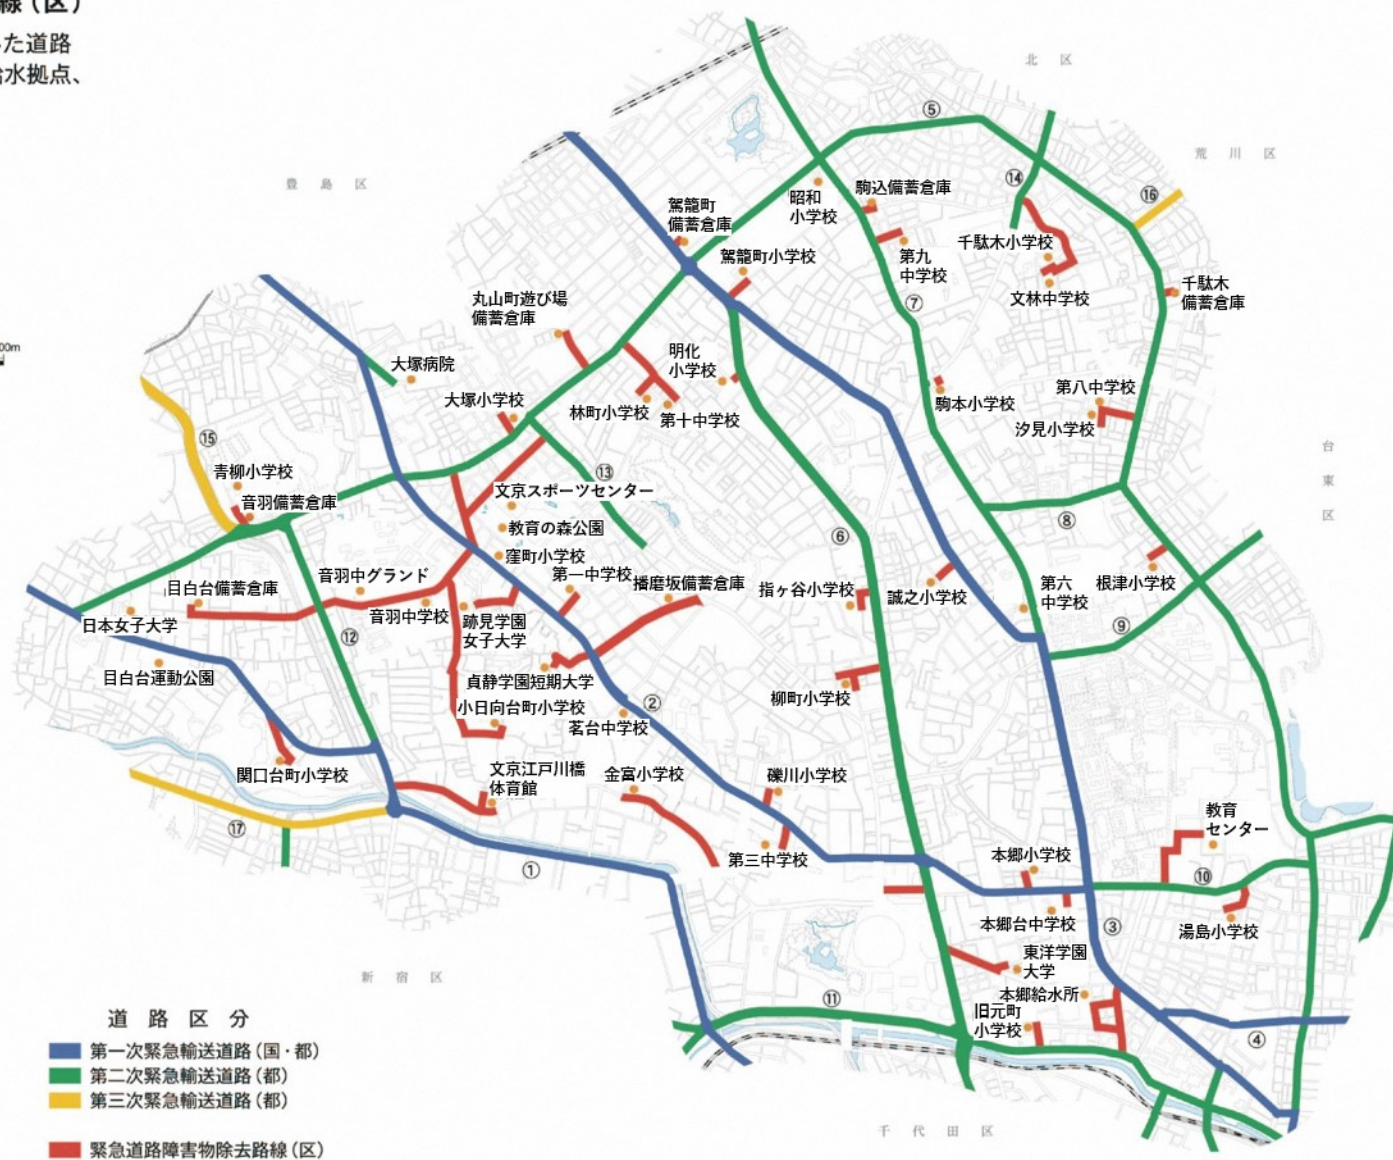 線（区）
た道路
水拠点、
00m
北 区
荒 川 区
豊 島 区
台東区
新 宿 区
千 代 田 区
⑤
⑭
⑯
駕籠町
備蓄倉庫
昭和
小学校
駒込備蓄倉庫
第九
中学校
千駄木小学校
文林中学校
千駄木
備蓄倉庫
駕籠町小学校
⑦
丸山町遊び場
備蓄倉庫
大塚病院
明化
小学校
大塚小学校
林町小学校
第十中学校
駒本小学校
第八中学校
汐見小学校
⑮
青柳小学校
音羽備蓄倉庫
⑬
文京スポーツセンター
教育の森公園
窪町小学校
⑥
⑧
音羽中グランド
第一中学校
播磨坂備蓄倉庫
指ヶ谷小学校
誠之小学校
第六
中学校
根津小学校
目白台備蓄倉庫
音羽中学校
日本女子大学
⑫
跡見学園
女子大学
⑨
目白台運動公園
貞静学園短期大学
小日向台町小学校
茗台中学校
②
柳町小学校
関口台町小学校
文京江戸川橋
体育館
金富小学校
礫川小学校
⑰
第三中学校
①
教育
センター
本郷小学校
⑩
本郷台中学校
③
湯島小学校
東洋学園
大学
本郷給水所
旧元町
小学校
⑪
④
道 路 区 分
第一次緊急輸送道路（国・都）
第二次緊急輸送道路（都）
第三次緊急輸送道路（都）
緊急道路障害物除去路線（区）